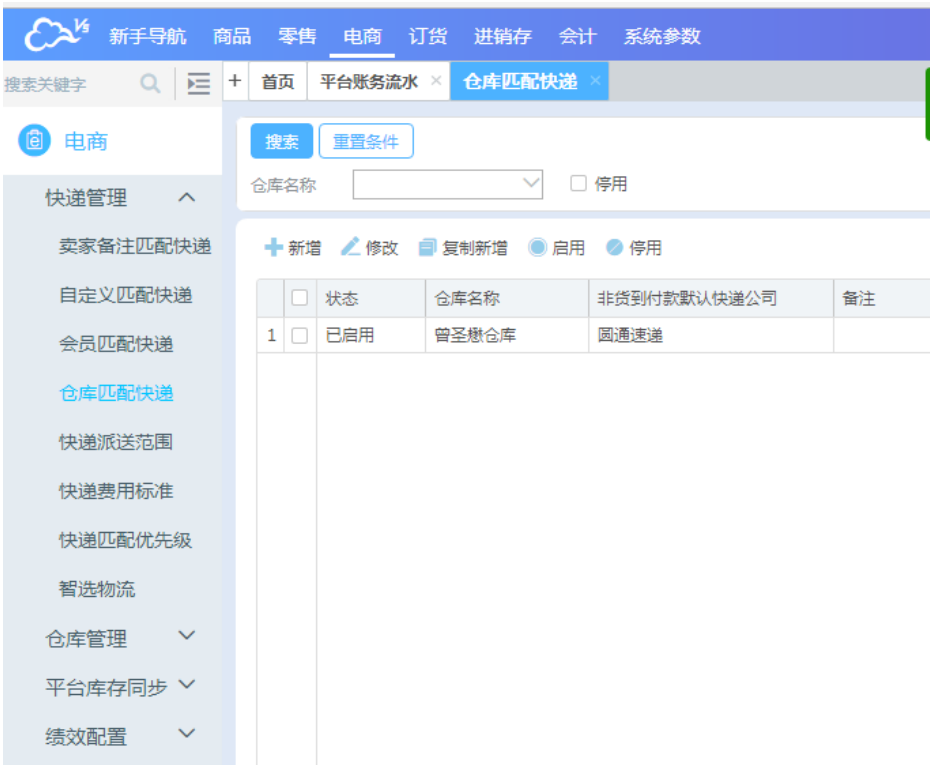 V5 新手导航 商品 零售 电商 订货 进销存 会计 系统参数
搜索关键字 + 首页 平台账务流水 × 仓库匹配快递 ×
电商
搜索 重置条件
仓库名称 停用
快递管理
卖家备注匹配快递
自定义匹配快递
会员匹配快递
仓库匹配快递
快递派送范围
快递费用标准
快递匹配优先级
智选物流
仓库管理
平台库存同步
绩效配置
新增 修改 复制新增 启用 停用
状态 仓库名称 非货到付款默认快递公司 备注
1 已启用 曾圣懋仓库 圆通速递